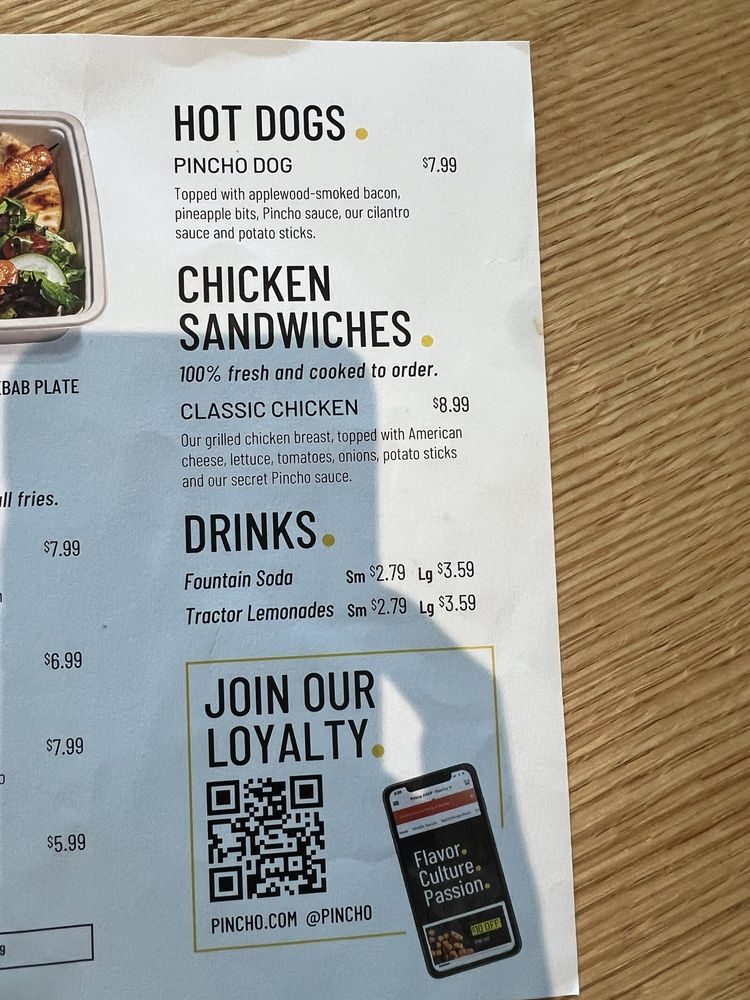 EBAB PLATE
all fries.
$7.99
$6.99
$7.99
$5.99
HOT DOGS.
PINCHO DOG $7.99
Topped with applewood-smoked bacon,
pineapple bits, Pincho sauce, our cilantro
sauce and potato sticks.
CHICKEN
SANDWICHES.
100% fresh and cooked to order.
CLASSIC CHICKEN $8.99
Our grilled chicken breast, topped with American
cheese, lettuce, tomatoes, onions, potato sticks
and our secret Pincho sauce.
DRINKS.
Fountain Soda Sm $2.79 Lg $3.59
Tractor Lemonades Sm $2.79 Lg $3.59
JOIN OUR
LOYALTY.
PINCHO.COM @PINCHO
Flavor.
Culture.
Passion.
$10 OFF